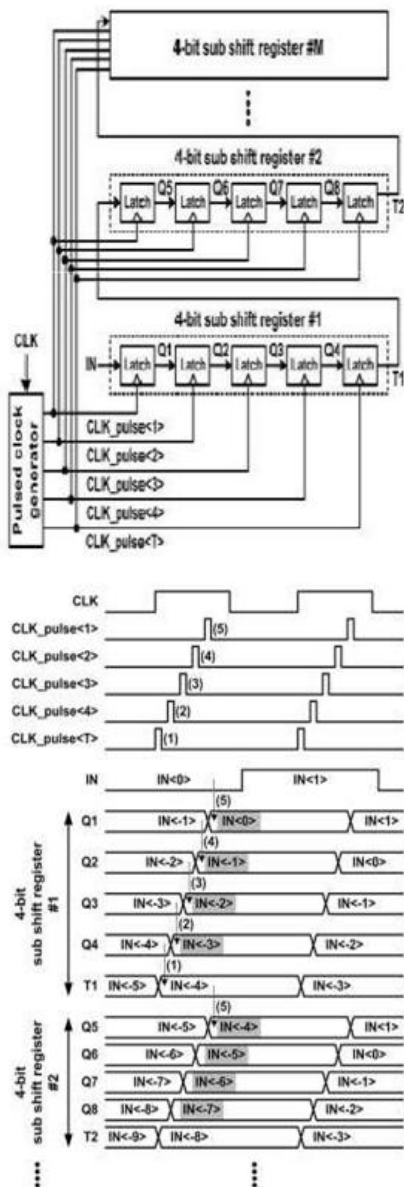 4-bit sub shift register #M
4-bit sub shift register #2
Q5 Q6 Q7 Q8
Latch Latch Latch Latch Latch
T2
4-bit sub shift register #1
CLK
IN Q1 Q2 Q3 Q4
Latch Latch Latch Latch Latch
T1
Pulsed clock generator
CLK_pulse<1>
CLK_pulse<2>
CLK_pulse<3>
CLK_pulse<4>
CLK_pulse<T>
CLK
CLK_pulse<1> (5)
CLK_pulse<2> (4)
CLK_pulse<3> (3)
CLK_pulse<4> (2)
CLK_pulse<T> (1)
IN IN<0> IN<1>
(5)
Q1 IN<-1> IN<0> IN<1>
(4)
Q2 IN<-2> IN<-1> IN<0>
(3)
Q3 IN<-3> IN<-2> IN<-1>
(2)
Q4 IN<-4> IN<-3> IN<-2>
(1)
T1 IN<-5> IN<-4> IN<-3>
4-bit sub shift register #1
(5)
Q5 IN<-5> IN<-4> IN<1>
Q6 IN<-6> IN<-5> IN<0>
Q7 IN<-7> IN<-6> IN<-1>
Q8 IN<-8> IN<-7> IN<-2>
T2 IN<-9> IN<-8> IN<-3>
4-bit sub shift register #2